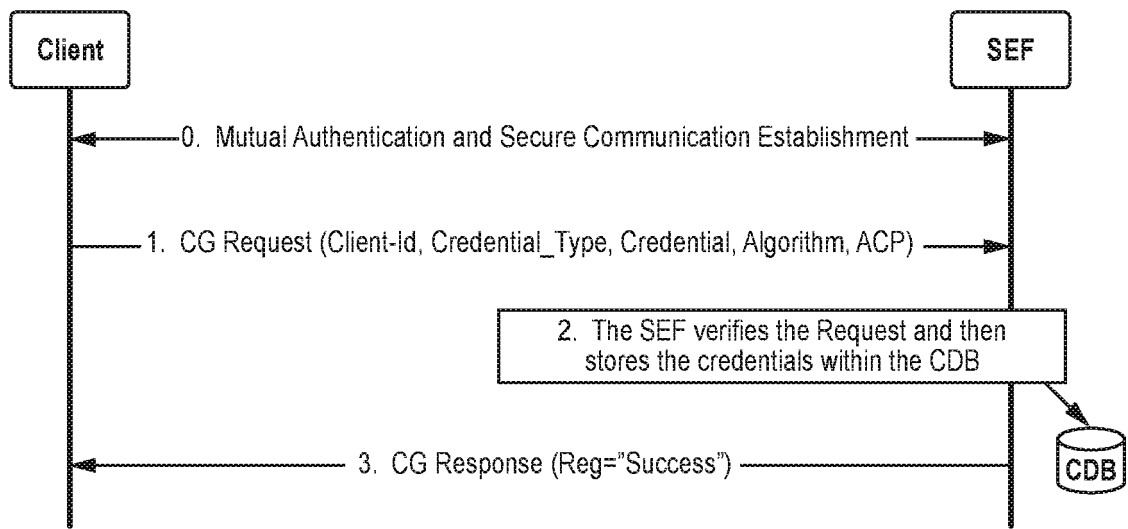 Client
SEF
0. Mutual Authentication and Secure Communication Establishment
1. CG Request (Client-Id, Credential_Type, Credential, Algorithm, ACP)
2. The SEF verifies the Request and then
stores the credentials within the CDB
3. CG Response (Reg="Success")
CDB